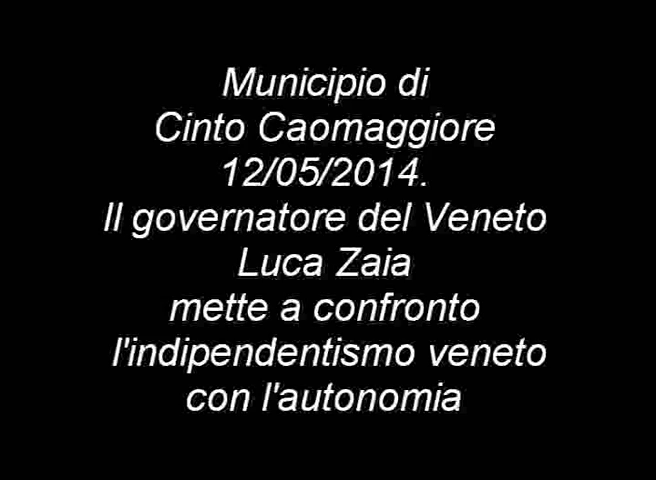 Municipio di
Cinto Caomaggiore
12/05/2014.
Il governatore del Veneto
Luca Zaia
mette a confronto
l'indipendentismo veneto
con l'autonomia